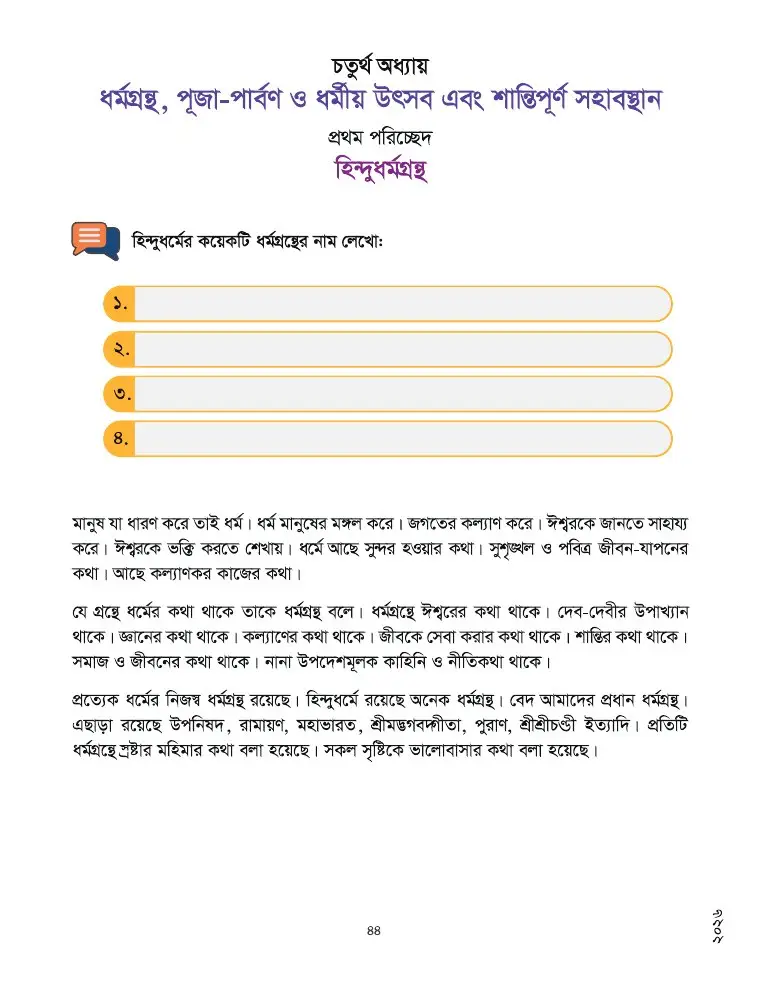 চতুর্থ অধ্যায়
ধর্মগ্রন্থ, পূজা-পার্বণ ও ধর্মীয় উৎসব এবং শান্তিপূর্ণ সহাবস্থান
প্রথম পরিচ্ছেদ
হিন্দুধর্মগ্রন্থ
হিন্দুধর্মের কয়েকটি ধর্মগ্রন্থের নাম লেখো:
১.
২.
৩.
৪.
মানুষ যা ধারণ করে তাই ধর্ম। ধর্ম মানুষের মঙ্গল করে। জগতের কল্যাণ করে। ঈশ্বরকে জানতে সাহায্য
করে। ঈশ্বরকে ভক্তি করতে শেখায়। ধর্মে আছে সুন্দর হওয়ার কথা। সুশৃঙ্খল ও পবিত্র জীবন-যাপনের
কথা। আছে কল্যাণকর কাজের কথা।
যে গ্রন্থে ধর্মের কথা থাকে তাকে ধর্মগ্রন্থ বলে। ধর্মগ্রন্থে ঈশ্বরের কথা থাকে। দেব-দেবীর উপাখ্যান
থাকে। জ্ঞানের কথা থাকে। কল্যাণের কথা থাকে। জীবকে সেবা করার কথা থাকে। শান্তির কথা থাকে।
সমাজ ও জীবনের কথা থাকে। নানা উপদেশমূলক কাহিনি ও নীতিকথা থাকে।
প্রত্যেক ধর্মের নিজস্ব ধর্মগ্রন্থ রয়েছে। হিন্দুধর্মে রয়েছে অনেক ধর্মগ্রন্থ। বেদ আমাদের প্রধান ধর্মগ্রন্থ।
এছাড়া রয়েছে উপনিষদ, রামায়ণ, মহাভারত, শ্রীমদ্ভগবদ্গীতা, পুরাণ, শ্রীশ্রীচণ্ডী ইত্যাদি। প্রতিটি
ধর্মগ্রন্থে স্রষ্টার মহিমার কথা বলা হয়েছে। সকল সৃষ্টিকে ভালোবাসার কথা বলা হয়েছে।
88
২০২৬